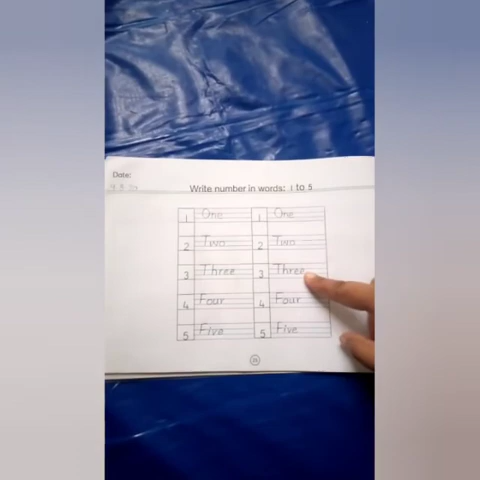 Date:
Write number in words: 1 to 5
1 One 1 One
2 Two 2 Two
3 Three 3 Three
4 Four 4 Four
5 Five 5 Five